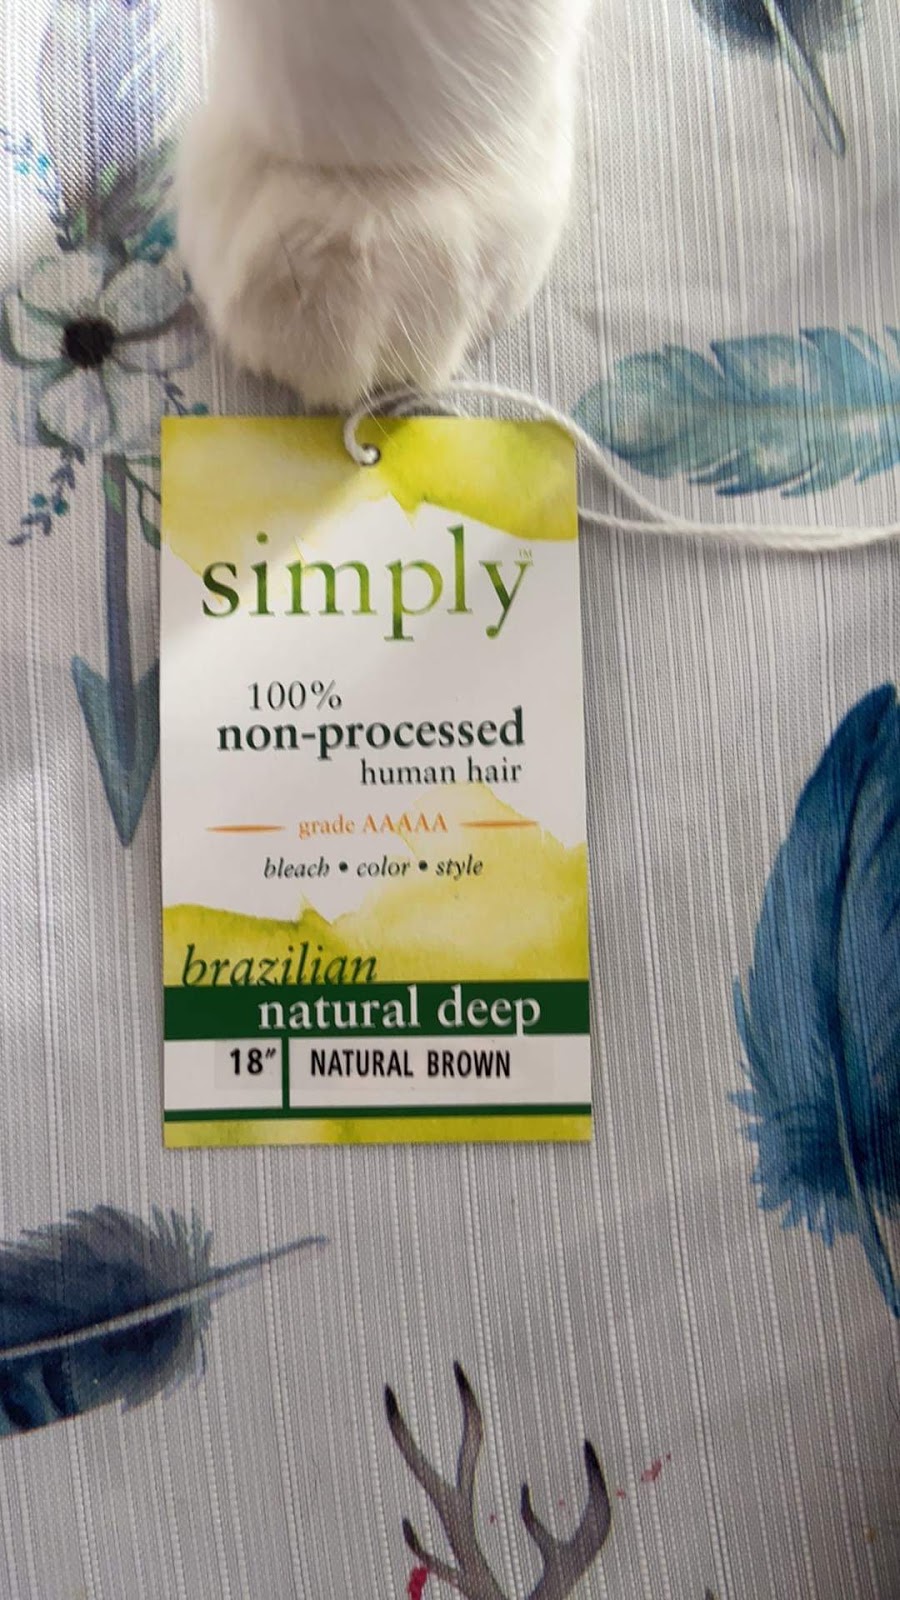 simply™
100%
non-processed
human hair
grade AAAAA
bleach • color • style
brazilian
natural deep
18" NATURAL BROWN